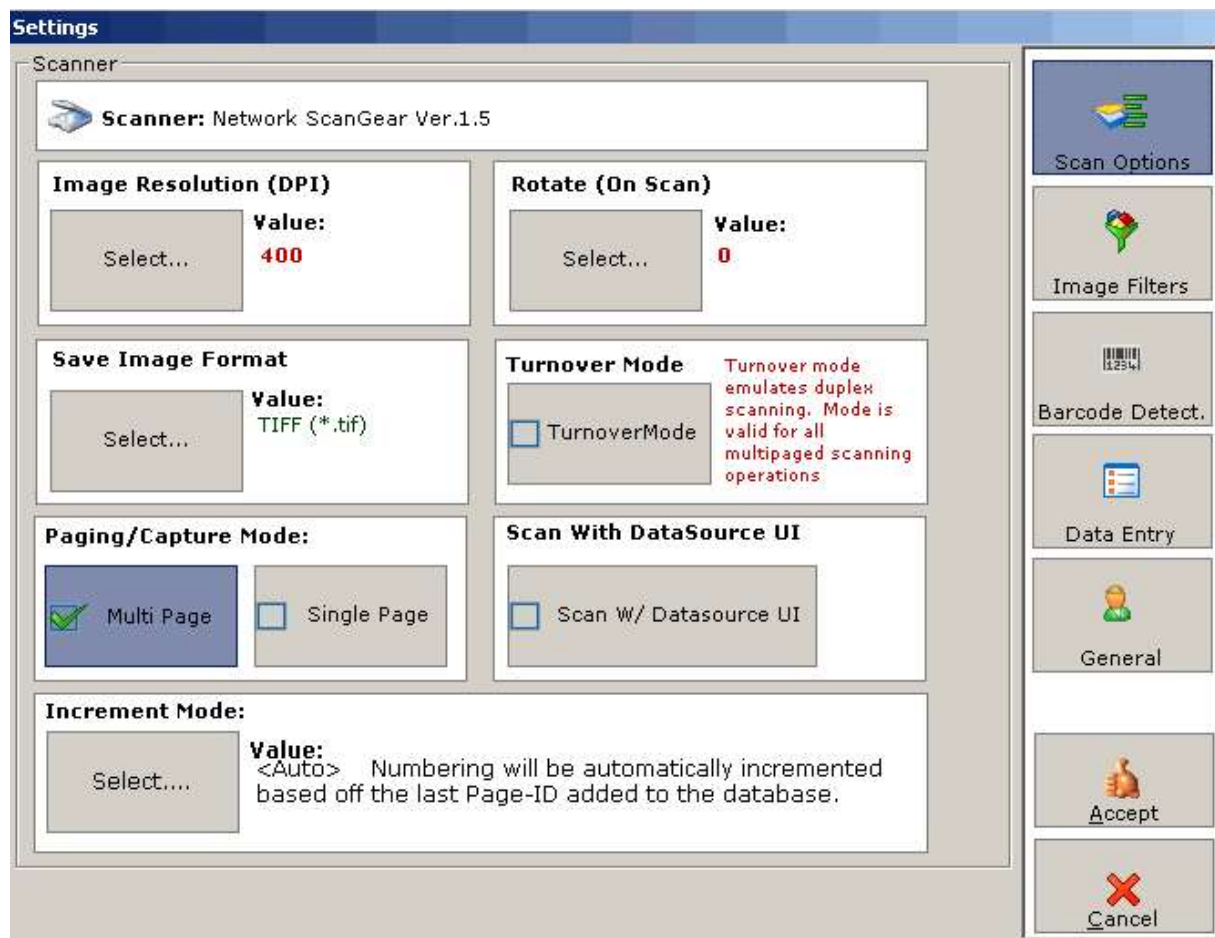 Settings
Scanner
Scanner: Network ScanGear Ver.1.5
Image Resolution (DPI)
Select...
Value:
400
Rotate (On Scan)
Select...
Value:
0
Save Image Format
Select...
Value:
TIFF (*.tif)
Turnover Mode
TurnoverMode
Turnover mode
emulates duplex
scanning. Mode is
valid for all
multipaged scanning
operations
Paging/Capture Mode:
Multi Page
Single Page
Scan With DataSource UI
Scan W/ Datasource UI
Increment Mode:
Select....
Value:
<Auto> Numbering will be automatically incremented
based off the last Page-ID added to the database.
Scan Options
Image Filters
1234
Barcode Detect.
Data Entry
General
Accept
Cancel